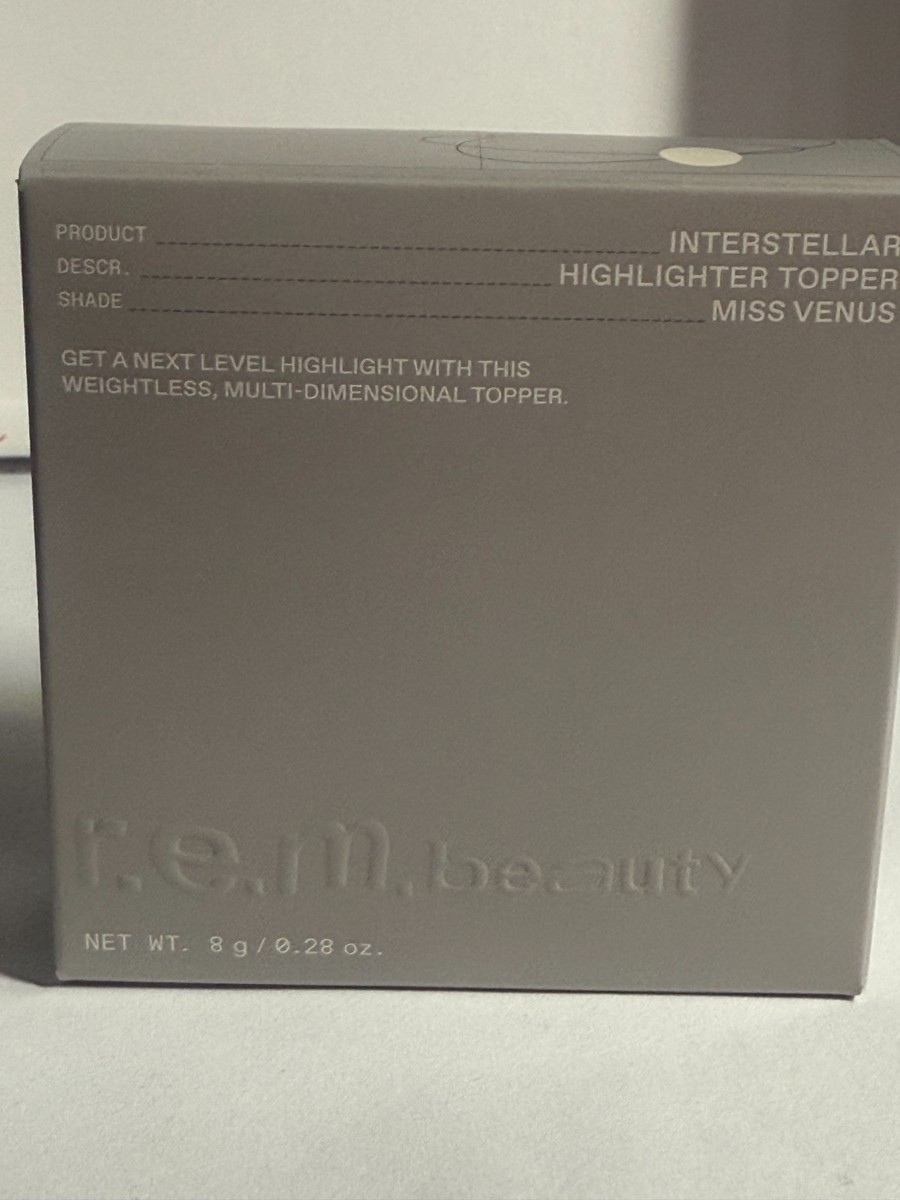 PRODUCT INTERSTELLAR
DESCR. HIGHLIGHTER TOPPER
SHADE MISS VENUS
GET A NEXT LEVEL HIGHLIGHT WITH THIS
WEIGHTLESS, MULTI-DIMENSIONAL TOPPER.
r.e.m.beauty
NET WT. 8 g / 0.28 oz.